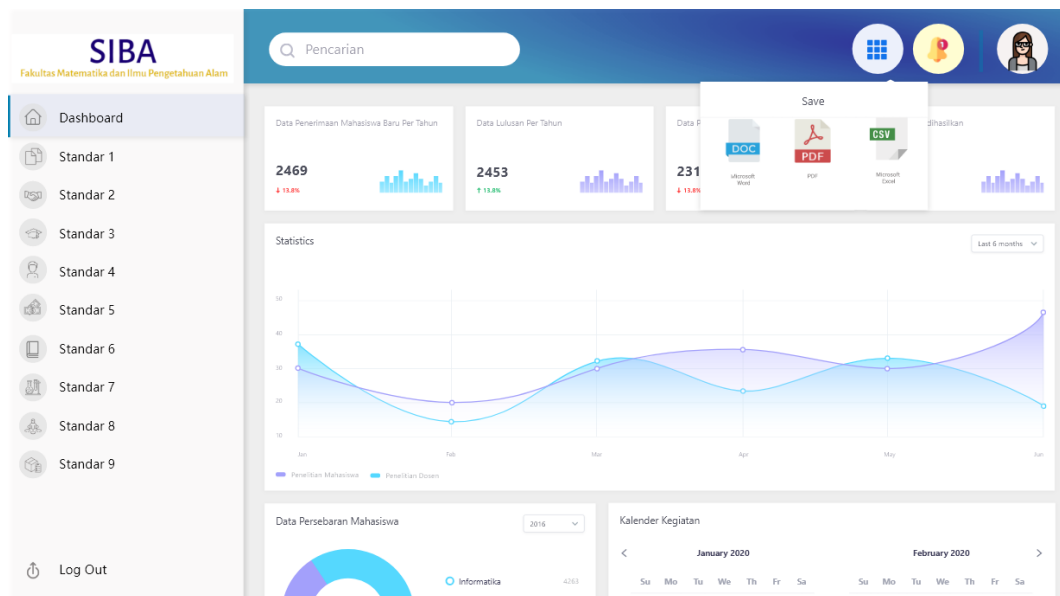 SIBA
Fakultas Matematika dan Ilmu Pengetahuan Alam
Pencarian
1
Dashboard
Standar 1
Standar 2
Standar 3
Standar 4
Standar 5
Standar 6
Standar 7
Standar 8
Standar 9
Log Out
Save
DOC
PDF
CSV
Microsoft Word
PDF
Microsoft Excel
Data Penerimaan Mahasiswa Baru Per Tahun
2469
13.8%
Data Lulusan Per Tahun
2453
13.8%
Data P
dihasilkan
231
13.8%
Statistics
Last 6 months
50
40
30
20
10
Jan
Feb
Mar
Apr
May
Jun
Penelitian Mahasiswa
Penelitian Dosen
Data Persebaran Mahasiswa
2016
Informatika
4283
Kalender Kegiatan
January 2020
February 2020
Su Mo Tu We Th Fr Sa
Su Mo Tu We Th Fr Sa